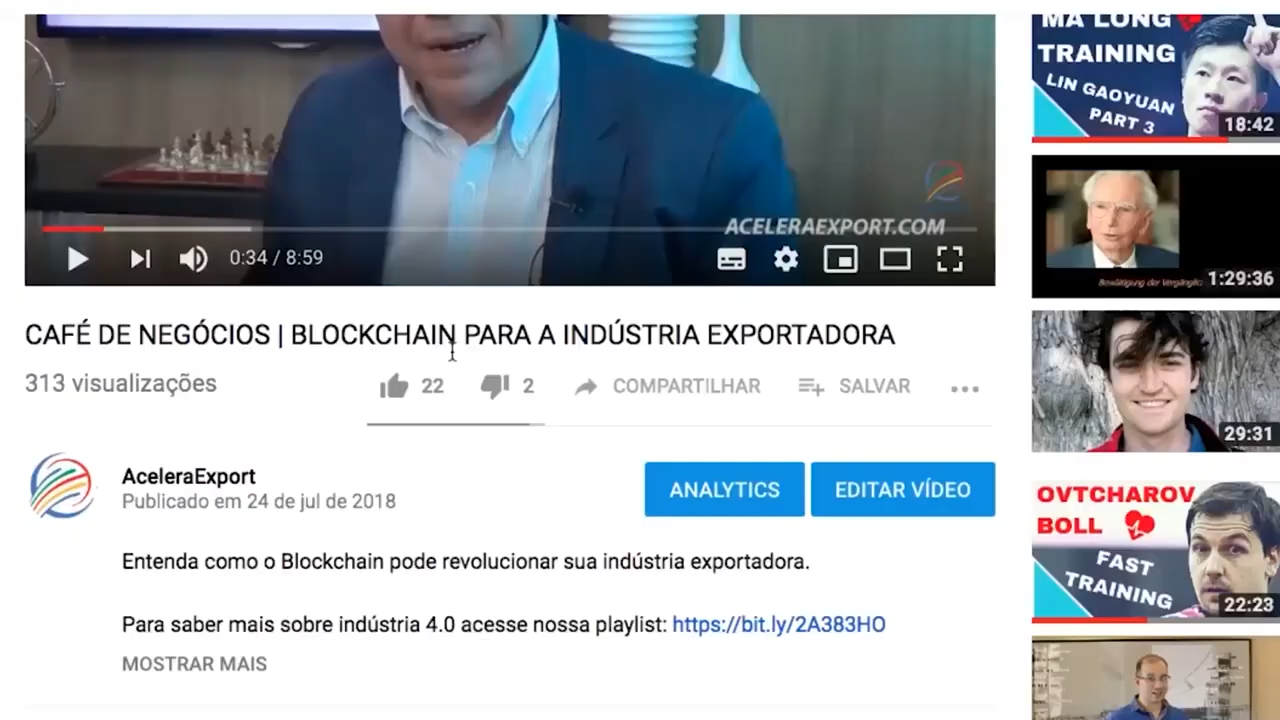 ACELERAEXPORT.COM
0:34 / 8:59
CAFÉ DE NEGÓCIOS | BLOCKCHAIN PARA A INDÚSTRIA EXPORTADORA
313 visualizações
22
2
COMPARTILHAR
SALVAR
AceleraExport
Publicado em 24 de jul de 2018
ANALYTICS
EDITAR VÍDEO
Entenda como o Blockchain pode revolucionar sua indústria exportadora.
Para saber mais sobre indústria 4.0 acesse nossa playlist: https://bit.ly/2A383HO
MOSTRAR MAIS
MA LONG
TRAINING
LIN GAOYUAN
PART 3
18:42
Bewältigung der
1:29:36
29:31
OVTCHAROV
BOLL
FAST
TRAINING
22:23